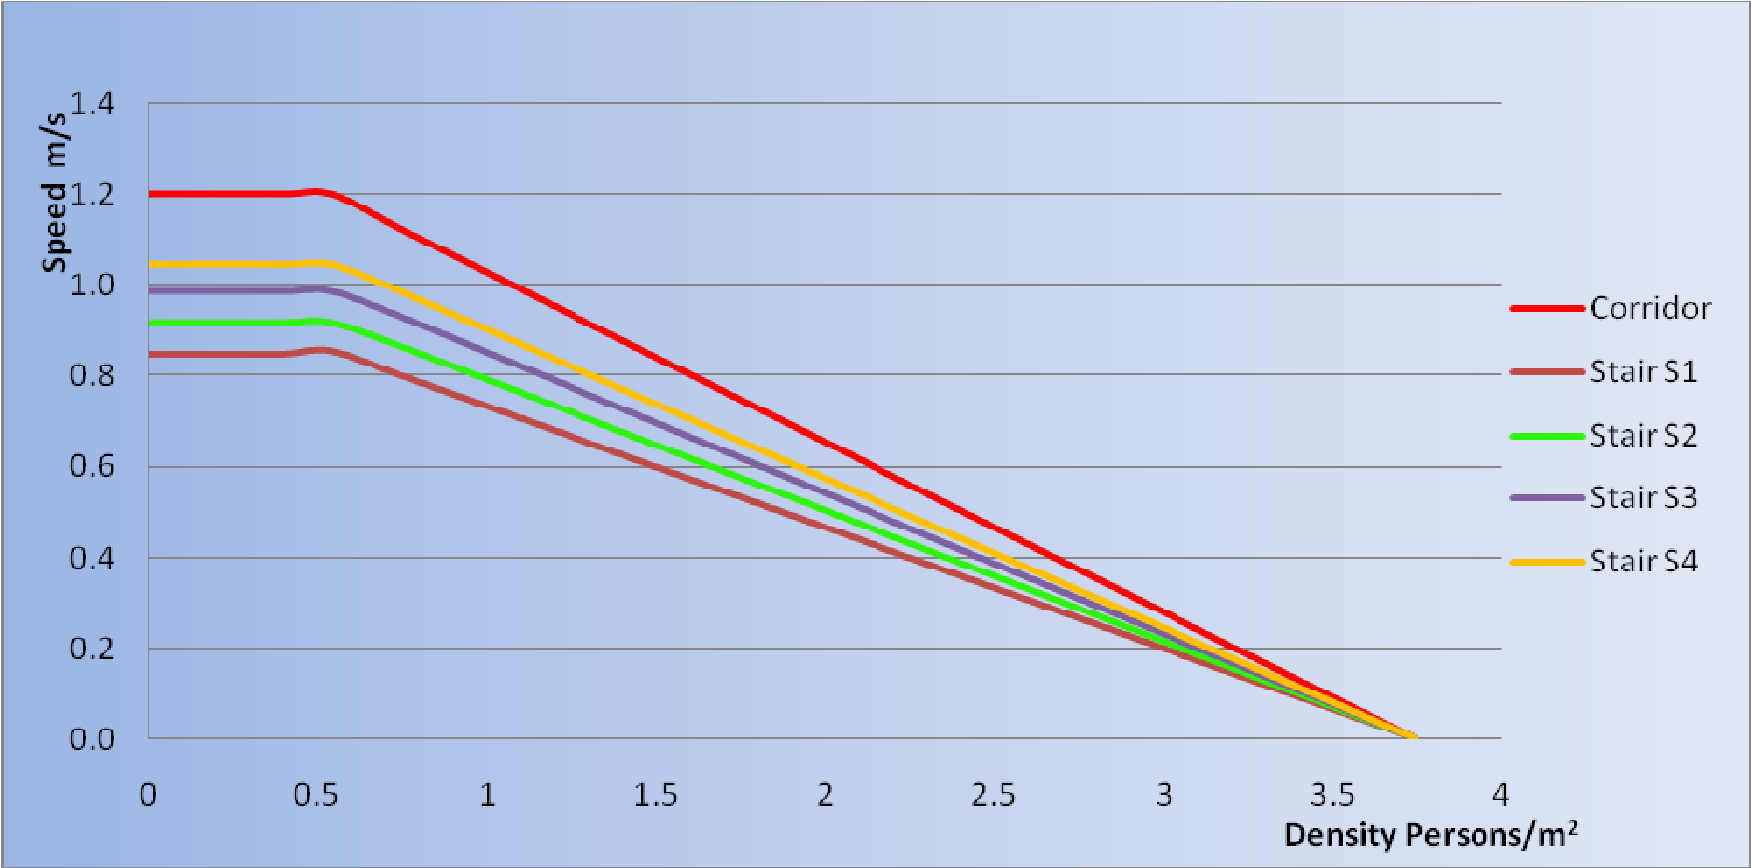 Speed m/s
1.4
1.2
1.0
0.8
0.6
0.4
0.2
0.0
0 0.5 1 1.5 2 2.5 3 3.5 4
Density Persons/m²
Corridor
Stair S1
Stair S2
Stair S3
Stair S4